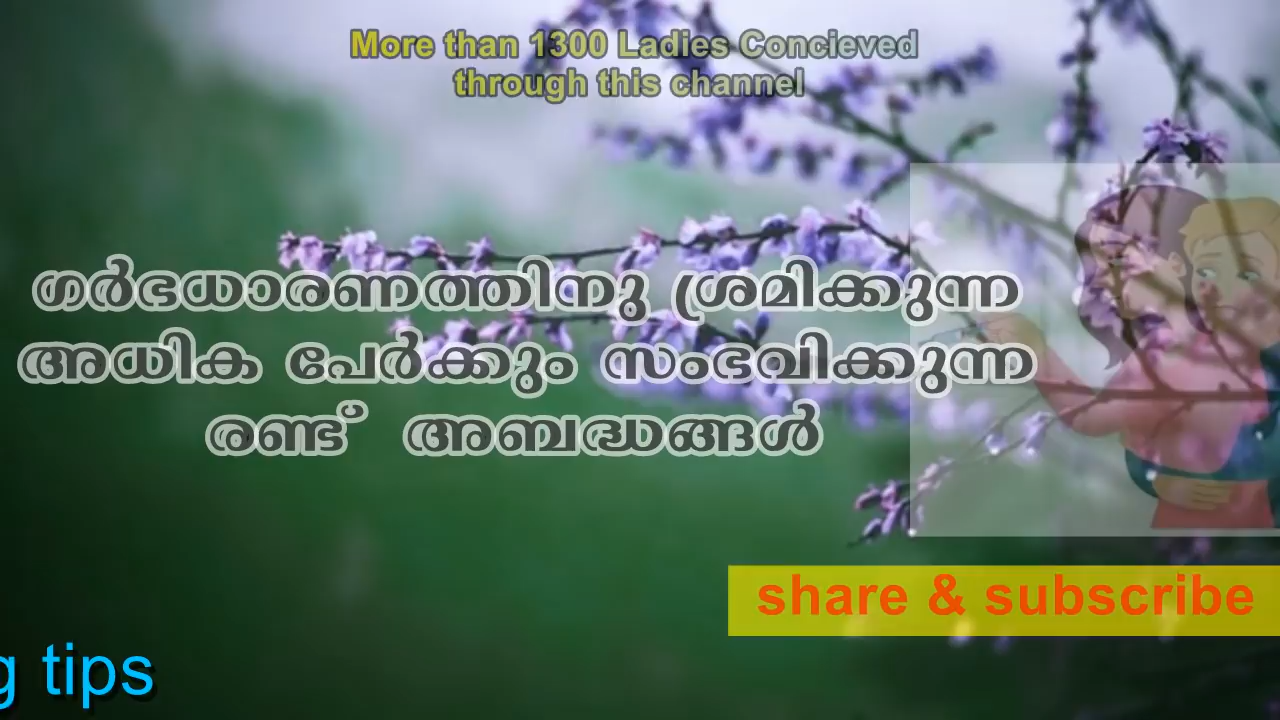 More than 1300 Ladies Concieved
through this channel
ഗർഭധാരണത്തിനു ശ്രമിക്കുന്ന
അധിക പേർക്കും സംഭവിക്കുന്ന
രണ്ട് അബദ്ധങ്ങൾ
share & subscribe
g tips